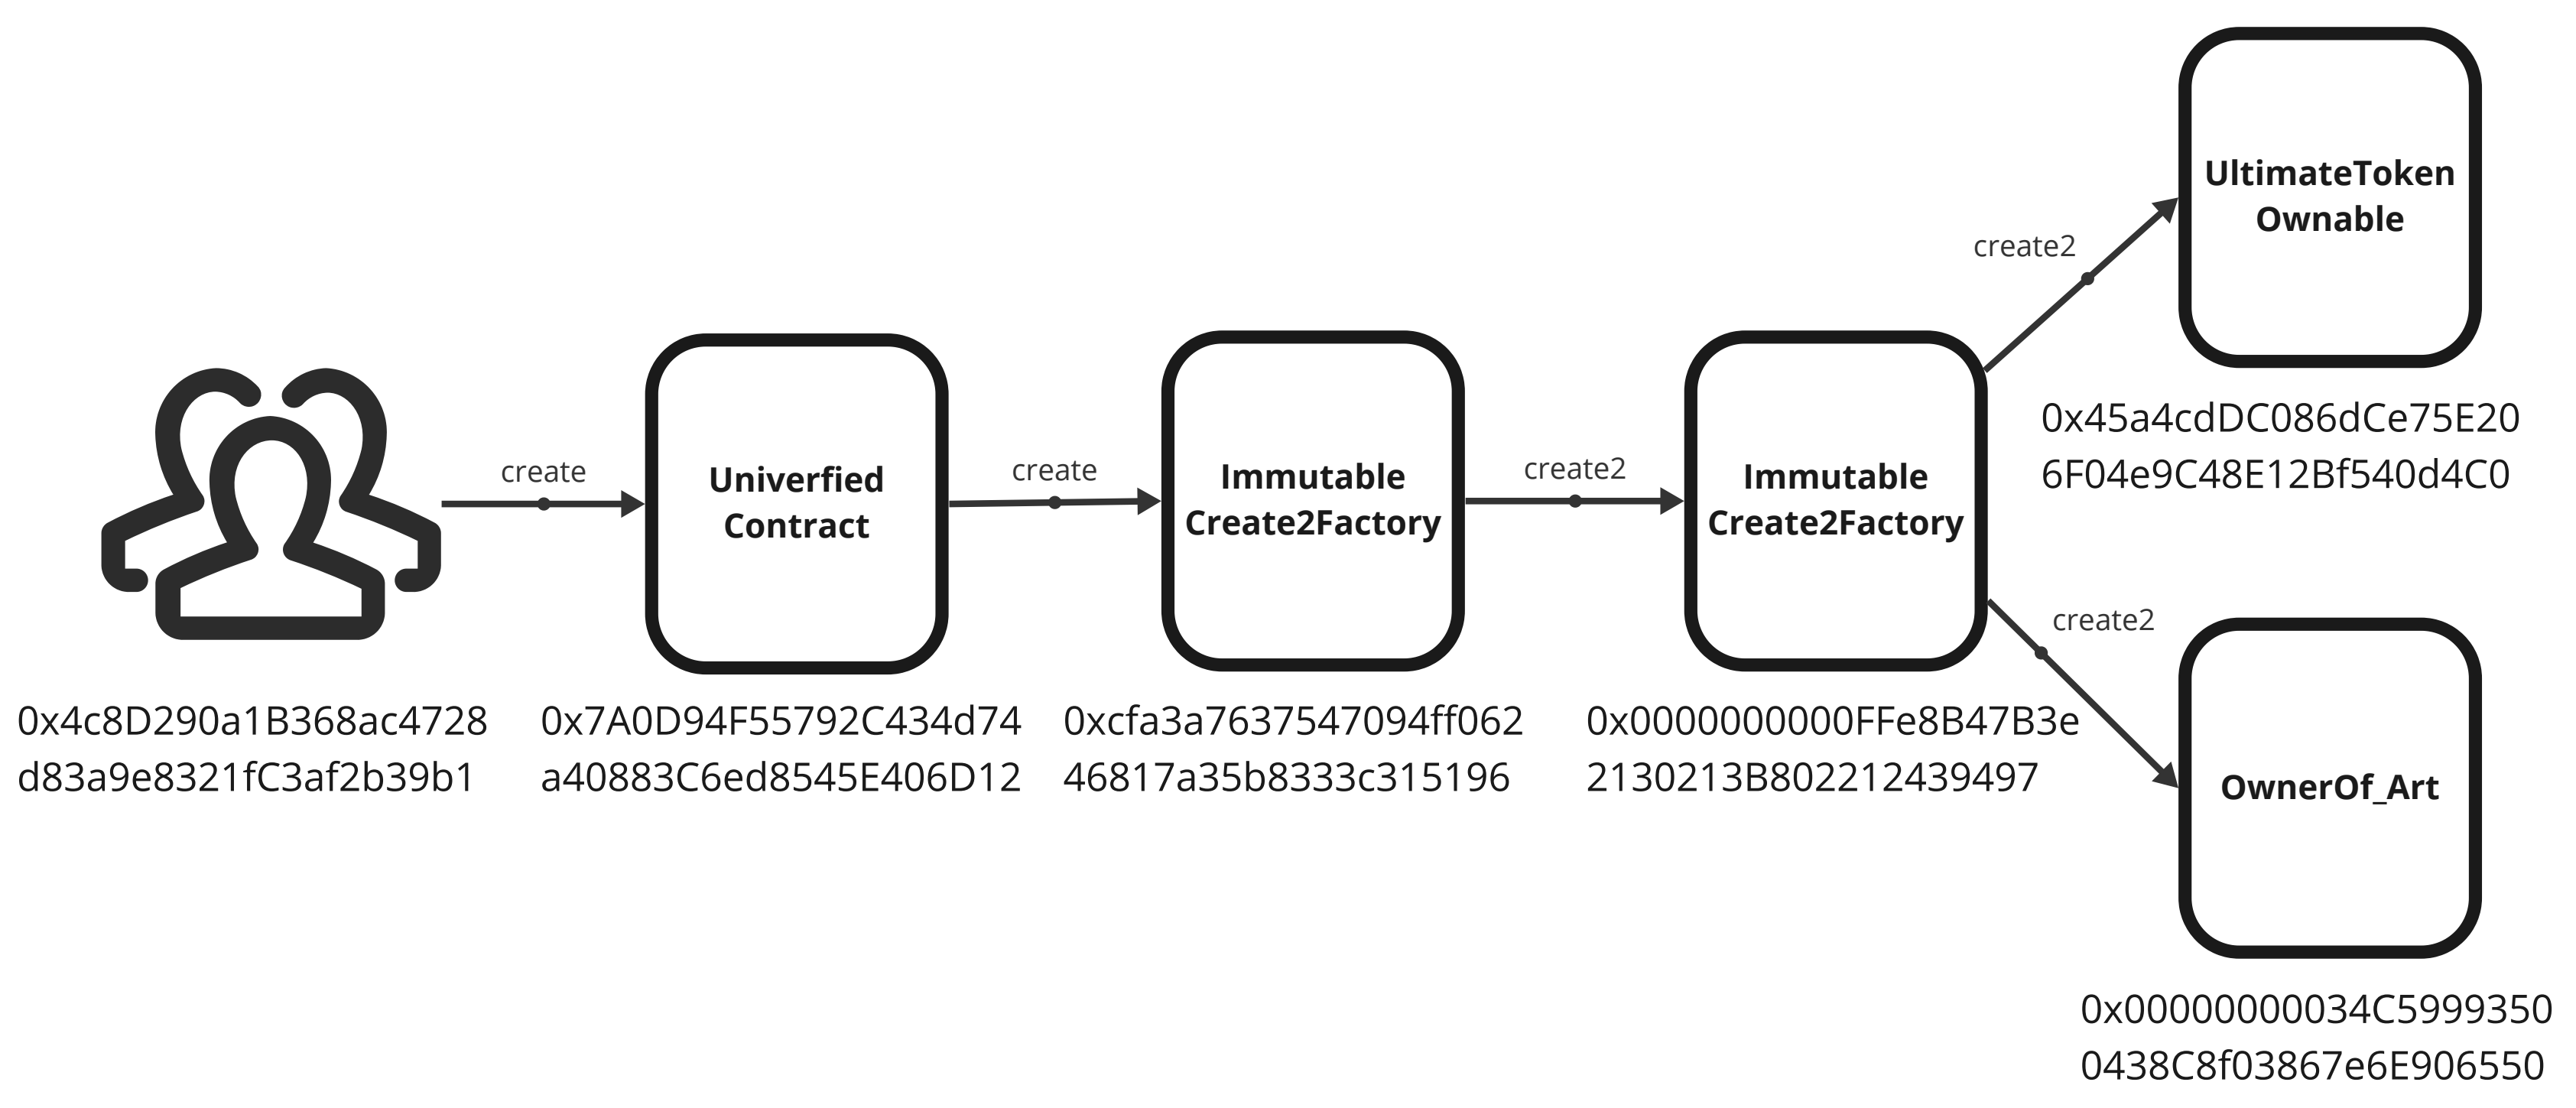 UltimateToken
Ownable
create2
0x45a4cdDC086dCe75E20
6F04e9C48E12Bf540d4C0
create
Univerfied
Contract
create
Immutable
Create2Factory
create2
Immutable
Create2Factory
create2
0x4c8D290a1B368ac4728
d83a9e8321fC3af2b39b1
0x7A0D94F55792C434d74
a40883C6ed8545E406D12
0xcfa3a7637547094ff062
46817a35b8333c315196
0x0000000000FFe8B47B3e
2130213B802212439497
OwnerOf_Art
0x00000000034C5999350
0438C8f03867e6E906550